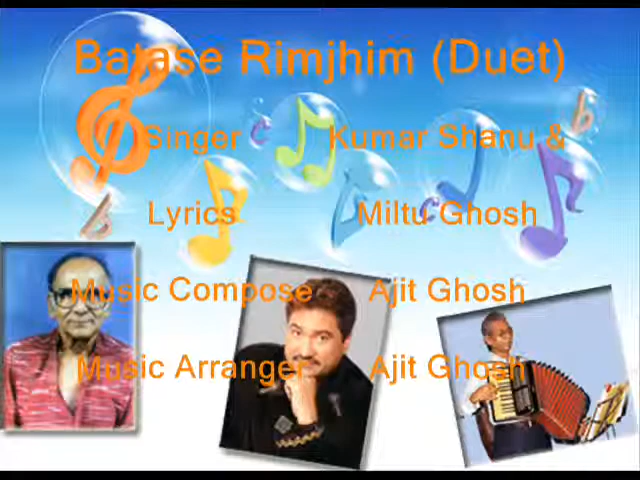 Batase Rimjhim (Duet)
Singer Kumar Shanu &
Lyrics Miltu Ghosh
Music Compose Ajit Ghosh
Music Arranger Ajit Ghosh